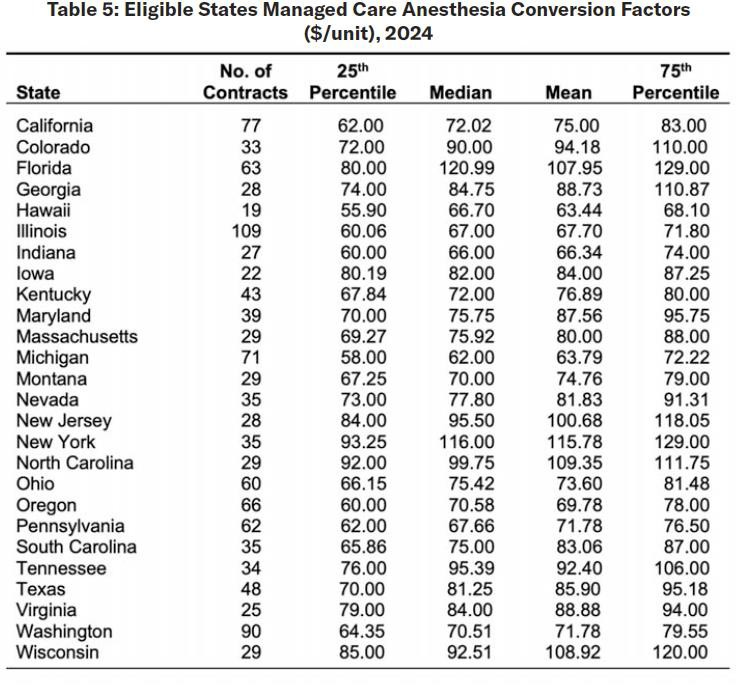 Table 5: Eligible States Managed Care Anesthesia Conversion Factors
($/unit), 2024
No. of 25th 75th
State Contracts Percentile Median Mean Percentile
California 77 62.00 72.02 75.00 83.00
Colorado 33 72.00 90.00 94.18 110.00
Florida 63 80.00 120.99 107.95 129.00
Georgia 28 74.00 84.75 88.73 110.87
Hawaii 19 55.90 66.70 63.44 68.10
Illinois 109 60.06 67.00 67.70 71.80
Indiana 27 60.00 66.00 66.34 74.00
Iowa 22 80.19 82.00 84.00 87.25
Kentucky 43 67.84 72.00 76.89 80.00
Maryland 39 70.00 75.75 87.56 95.75
Massachusetts 29 69.27 75.92 80.00 88.00
Michigan 71 58.00 62.00 63.79 72.22
Montana 29 67.25 70.00 74.76 79.00
Nevada 35 73.00 77.80 81.83 91.31
New Jersey 28 84.00 95.50 100.68 118.05
New York 35 93.25 116.00 115.78 129.00
North Carolina 29 92.00 99.75 109.35 111.75
Ohio 60 66.15 75.42 73.60 81.48
Oregon 66 60.00 70.58 69.78 78.00
Pennsylvania 62 62.00 67.66 71.78 76.50
South Carolina 35 65.86 75.00 83.06 87.00
Tennessee 34 76.00 95.39 92.40 106.00
Texas 48 70.00 81.25 85.90 95.18
Virginia 25 79.00 84.00 88.88 94.00
Washington 90 64.35 70.51 71.78 79.55
Wisconsin 29 85.00 92.51 108.92 120.00